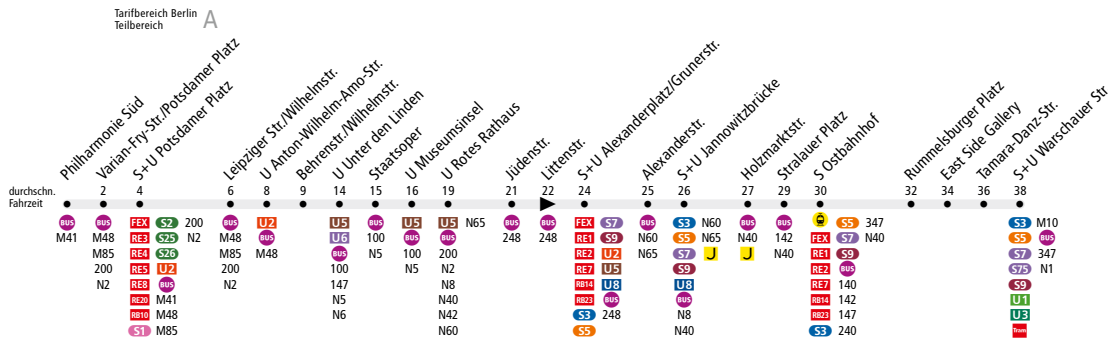 Tarifbereich Berlin
Teilbereich
A
Philharmonie Süd
Varian-Fry-Str./Potsdamer Platz
S+U Potsdamer Platz
Leipziger Str./Wilhelmstr.
U Anton-Wilhelm-Amo-Str.
Behrenstr./Wilhelmstr.
U Unter den Linden
Staatsoper
U Museumsinsel
U Rotes Rathaus
Jüdenstr.
Littenstr.
S+U Alexanderplatz/Grunerstr.
Alexanderstr.
S+U Jannowitzbrücke
Holzmarktstr.
Stralauer Platz
S Ostbahnhof
Rummelsburger Platz
East Side Gallery
Tamara-Danz-Str.
S+U Warschauer Str
durchschn. 2 4 6 8 9 14 15 16 19 21 22 24 25 26 27 29 30 32 34 36 38
Fahrzeit
BUS BUS FEX S2 200 BUS U2 U5 BUS U5 U5 N65 BUS BUS FEX S7 BUS S3 N60 BUS BUS S5 347 S3 M10
M41 M48 RE3 S25 N2 M48 BUS U6 100 BUS BUS 248 248 RE1 S9 N60 S5 N65 N40 142 FEX S7 N40 S5 BUS
M85 RE4 S26 M85 M48 BUS N5 100 200 RE2 U2 N65 S7 N40 RE1 S9 S7 347
200 RE5 U2 200 100 N5 N2 RE7 U5 S9 RE2 BUS S75 N1
N2 RE8 BUS N2 147 N8 RB14 U8 U8 RE7 140 S9
RE20 M41 N5 N40 RB23 BUS BUS RB14 142 U1
RB10 M48 N6 N42 S3 248 N8 RB23 147 U3
S1 M85 N60 S5 N40 S3 240 Tram